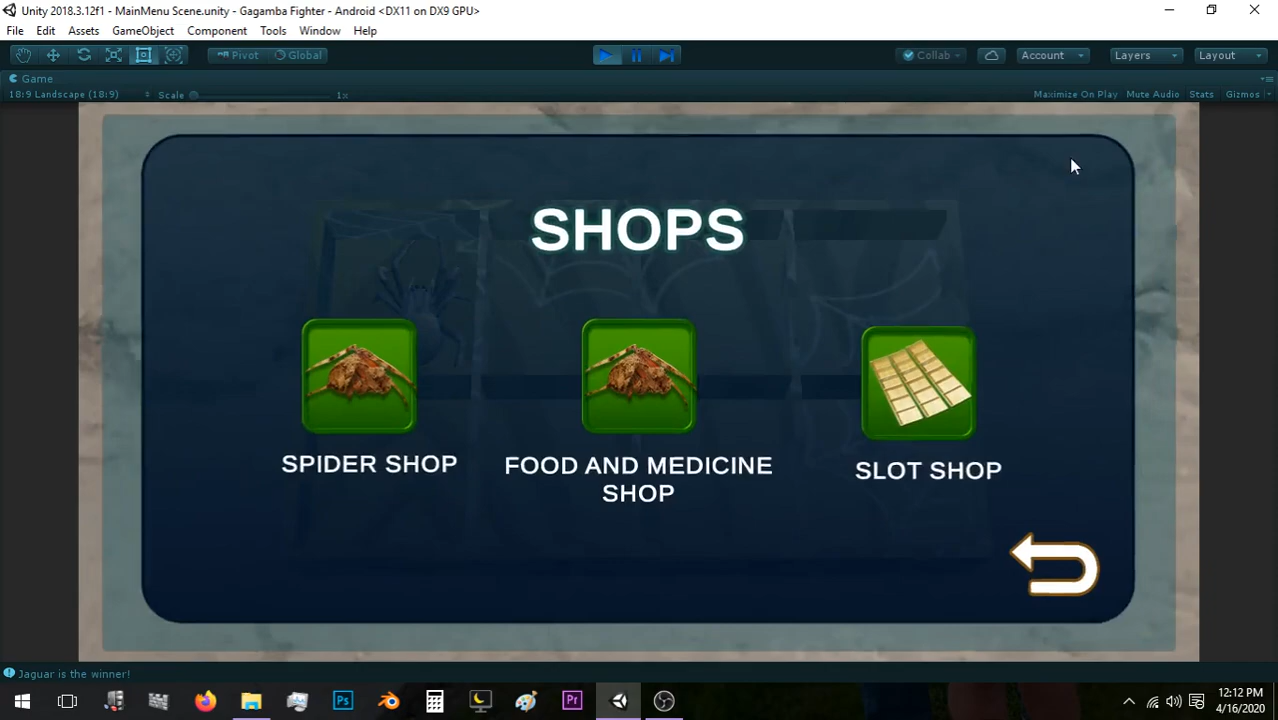 Unity 2018.3.12f1 - MainMenu Scene.unity - Gagamba Fighter - Android <DX11 on DX9 GPU>
File Edit Assets GameObject Component Tools Window Help
Pivot Global Collab Account Layers Layout
Game
18:9 Landscape (18:9) Scale 1x Maximize On Play Mute Audio Stats Gizmos
SHOPS
SPIDER SHOP
FOOD AND MEDICINE
SHOP
SLOT SHOP
Jaguar is the winner!
Ps Pr
12:12 PM
4/16/2020